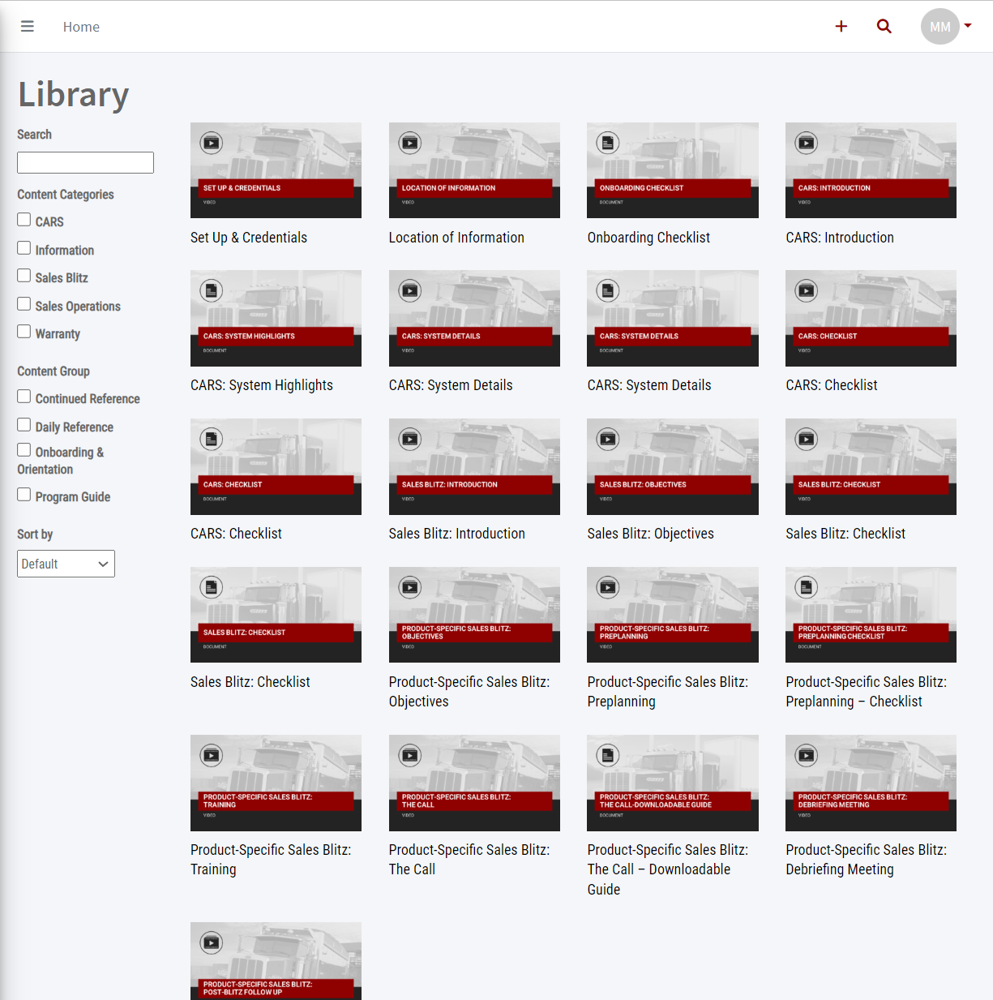 Home
MM
Library
Search
Content Categories
CARS
Information
Sales Blitz
Sales Operations
Warranty
Content Group
Continued Reference
Daily Reference
Onboarding &
Orientation
Program Guide
Sort by
Default
SET UP & CREDENTIALS
VIDEO
Set Up & Credentials
LOCATION OF INFORMATION
VIDEO
Location of Information
ONBOARDING CHECKLIST
DOCUMENT
Onboarding Checklist
CARS: INTRODUCTION
VIDEO
CARS: Introduction
CARS: SYSTEM HIGHLIGHTS
DOCUMENT
CARS: System Highlights
CARS: SYSTEM DETAILS
VIDEO
CARS: System Details
CARS: SYSTEM DETAILS
DOCUMENT
CARS: System Details
CARS: CHECKLIST
VIDEO
CARS: Checklist
CARS: CHECKLIST
DOCUMENT
CARS: Checklist
SALES BLITZ: INTRODUCTION
VIDEO
Sales Blitz: Introduction
SALES BLITZ: OBJECTIVES
VIDEO
Sales Blitz: Objectives
SALES BLITZ: CHECKLIST
VIDEO
Sales Blitz: Checklist
SALES BLITZ: CHECKLIST
DOCUMENT
Sales Blitz: Checklist
PRODUCT-SPECIFIC SALES BLITZ:
OBJECTIVES
VIDEO
Product-Specific Sales Blitz:
Objectives
PRODUCT-SPECIFIC SALES BLITZ:
PREPLANNING
VIDEO
Product-Specific Sales Blitz:
Preplanning
PRODUCT-SPECIFIC SALES BLITZ:
PREPLANNING CHECKLIST
DOCUMENT
Product-Specific Sales Blitz:
Preplanning – Checklist
PRODUCT-SPECIFIC SALES BLITZ:
TRAINING
VIDEO
Product-Specific Sales Blitz:
Training
PRODUCT-SPECIFIC SALES BLITZ:
THE CALL
VIDEO
Product-Specific Sales Blitz:
The Call
PRODUCT-SPECIFIC SALES BLITZ:
THE CALL-DOWNLOADABLE GUIDE
DOCUMENT
Product-Specific Sales Blitz:
The Call – Downloadable
Guide
PRODUCT-SPECIFIC SALES BLITZ:
DEBRIEFING MEETING
VIDEO
Product-Specific Sales Blitz:
Debriefing Meeting
PRODUCT-SPECIFIC SALES BLITZ:
POST-BLITZ FOLLOW UP